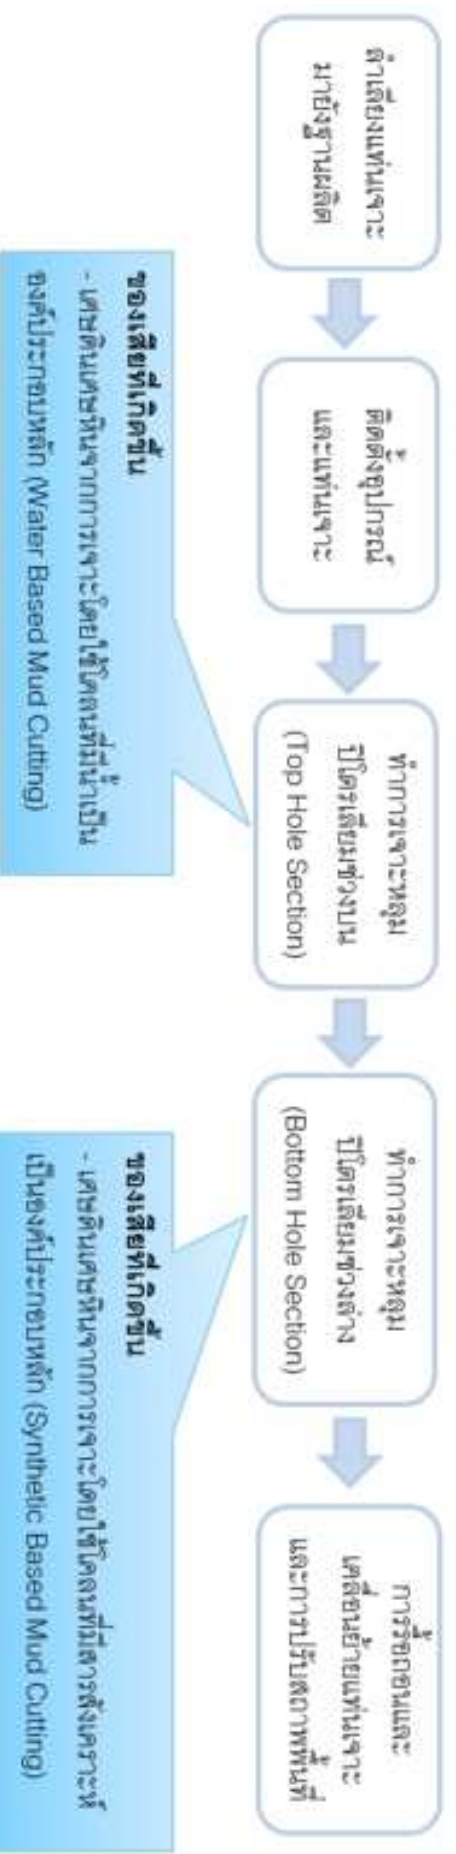 ลำเลียงแท่นเจาะ
มายังฐานผลิต
ติดตั้งอุปกรณ์
และแท่นเจาะ
ทำการเจาะหลุม
ปิโตรเลียมช่วงบน
(Top Hole Section)
ทำการเจาะหลุม
ปิโตรเลียมช่วงล่าง
(Bottom Hole Section)
การรื้อถอนและ
เคลื่อนย้ายแท่นเจาะ
และการปรับสภาพพื้นที่
ของเสียที่เกิดขึ้น
- เศษดินเศษหินจากการเจาะโดยใช้โคลนที่มีน้ำเป็น
องค์ประกอบหลัก (Water Based Mud Cutting)
ของเสียที่เกิดขึ้น
- เศษดินเศษหินจากการเจาะโดยใช้โคลนที่มีสารสังเคราะห์
เป็นองค์ประกอบหลัก (Synthetic Based Mud Cutting)